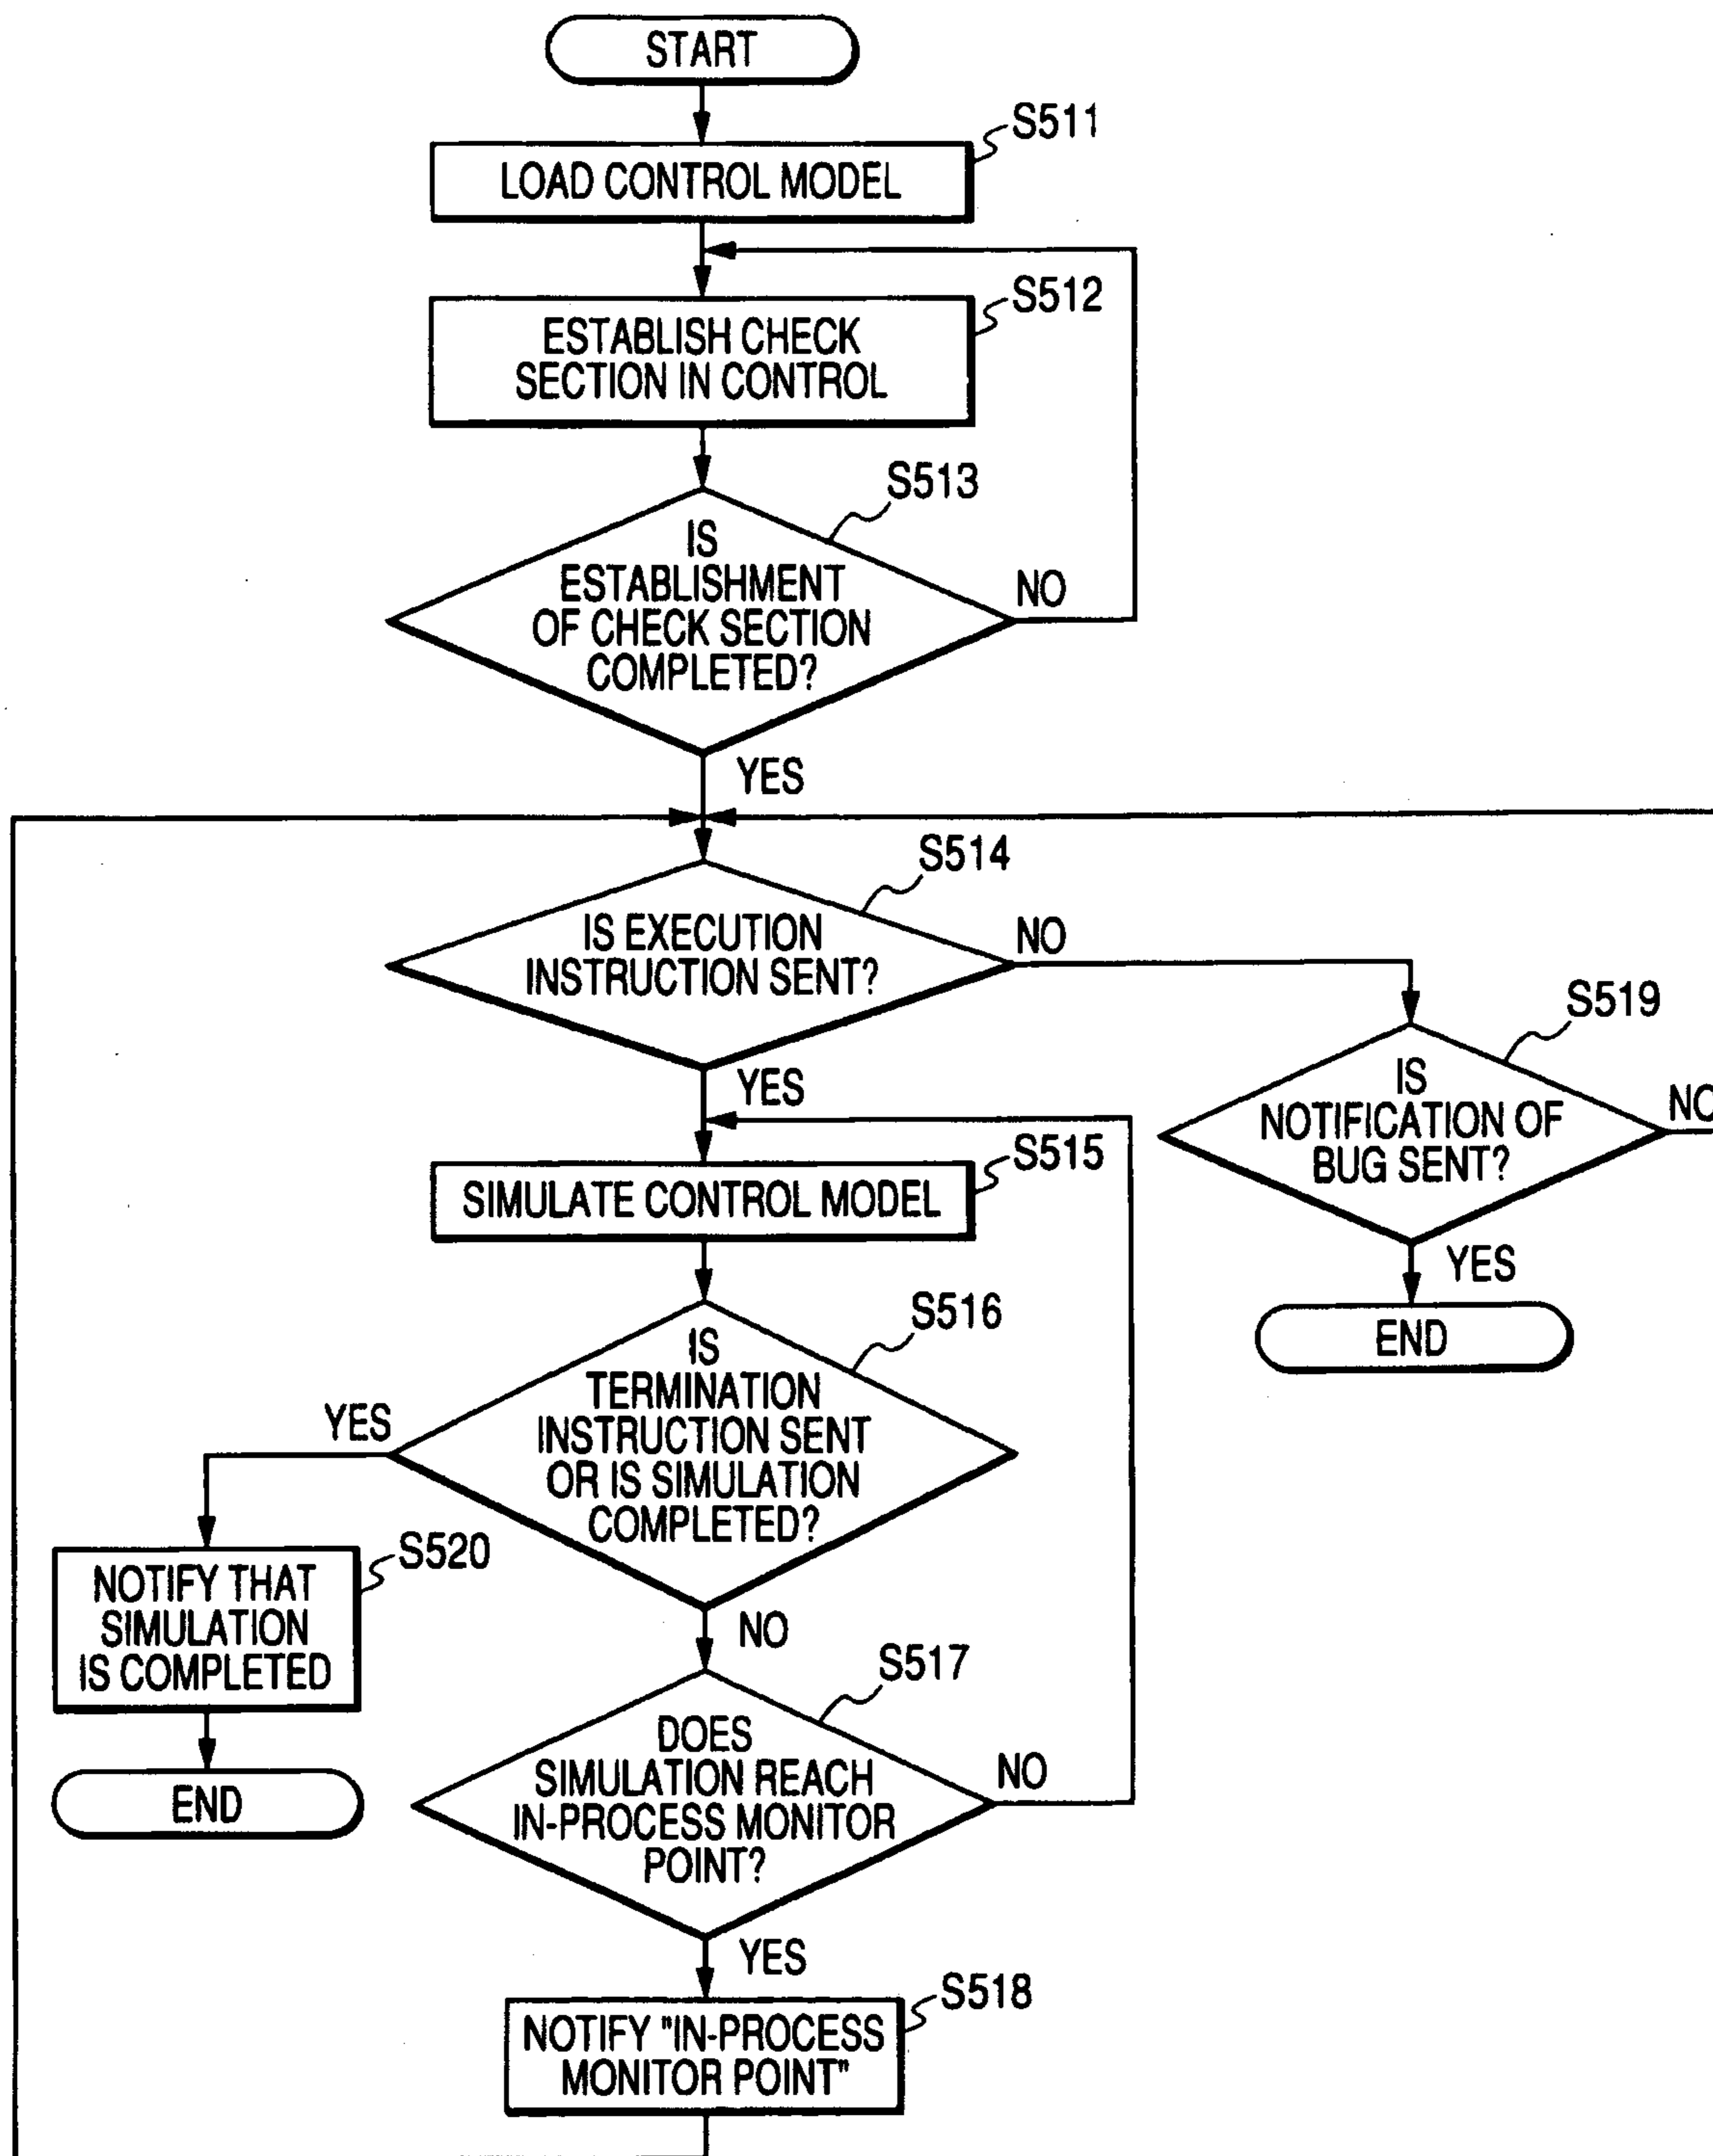 START
S511
LOAD CONTROL MODEL
S512
ESTABLISH CHECK
SECTION IN CONTROL
S513
IS
ESTABLISHMENT
OF CHECK SECTION
COMPLETED?
NO
YES
S514
IS EXECUTION
INSTRUCTION SENT?
NO
YES
S519
IS
NOTIFICATION OF
BUG SENT?
NO
YES
END
S515
SIMULATE CONTROL MODEL
S516
IS
TERMINATION
INSTRUCTION SENT
OR IS SIMULATION
COMPLETED?
YES
NO
S520
NOTIFY THAT
SIMULATION
IS COMPLETED
END
S517
DOES
SIMULATION REACH
IN-PROCESS MONITOR
POINT?
NO
YES
S518
NOTIFY "IN-PROCESS
MONITOR POINT"